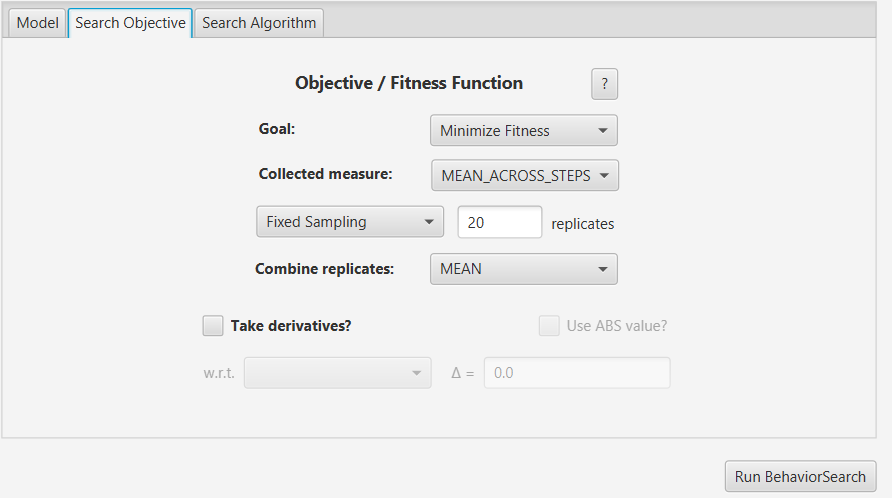 Model Search Objective Search Algorithm
Objective / Fitness Function ?
Goal: Minimize Fitness
Collected measure: MEAN_ACROSS_STEPS
Fixed Sampling 20 replicates
Combine replicates: MEAN
Take derivatives? Use ABS value?
w.r.t. Δ = 0.0
Run BehaviorSearch